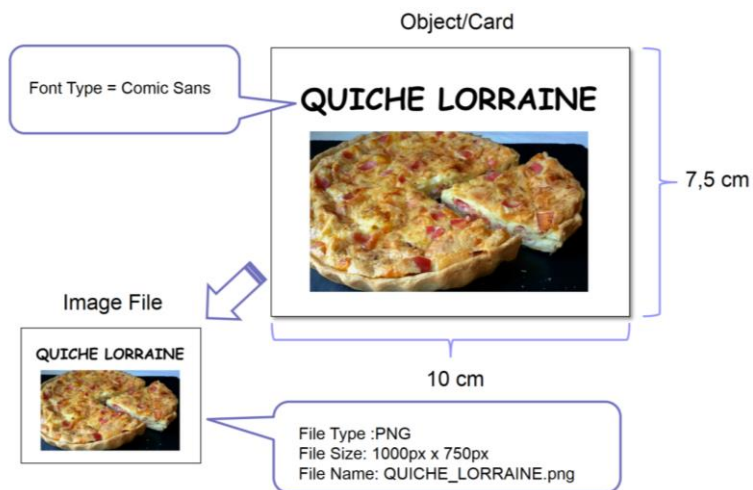 Object/Card
Font Type = Comic Sans
QUICHE LORRAINE
7,5 cm
Image File
QUICHE LORRAINE
10 cm
File Type :PNG
File Size: 1000px x 750px
File Name: QUICHE_LORRAINE.png